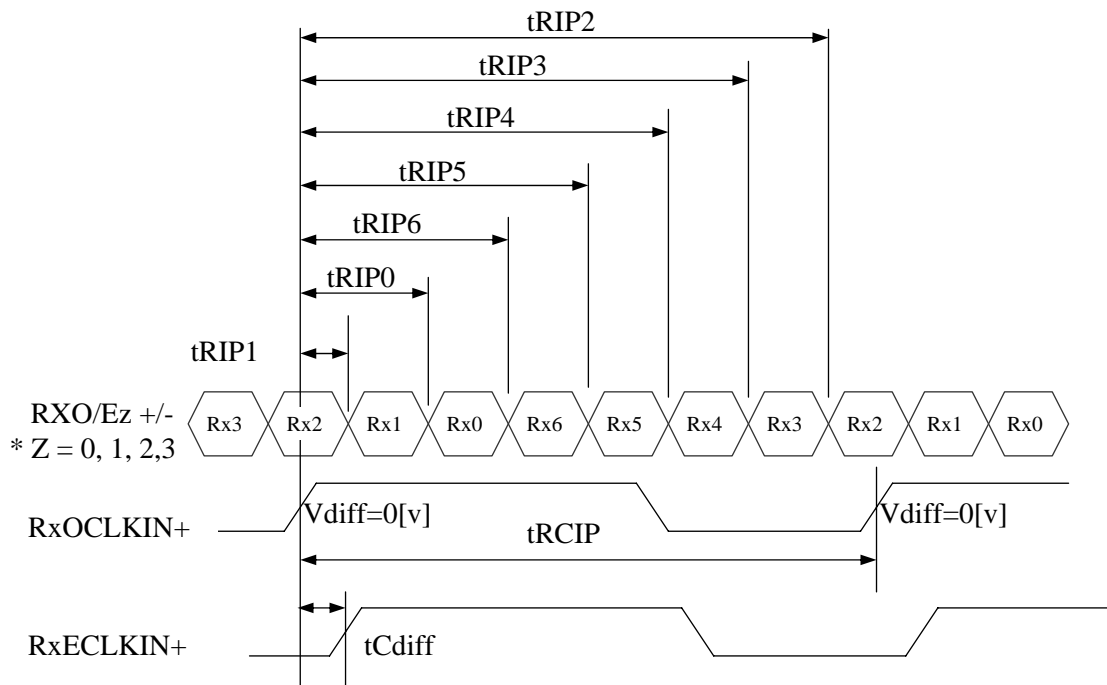 tRIP2
tRIP3
tRIP4
tRIP5
tRIP6
tRIP0
tRIP1
RXO/Ez +/-
* Z = 0, 1, 2,3
Rx3 Rx2 Rx1 Rx0 Rx6 Rx5 Rx4 Rx3 Rx2 Rx1 Rx0
RxOCLKIN+
Vdiff=0[v] Vdiff=0[v]
tRCIP
RxECLKIN+
tCdiff